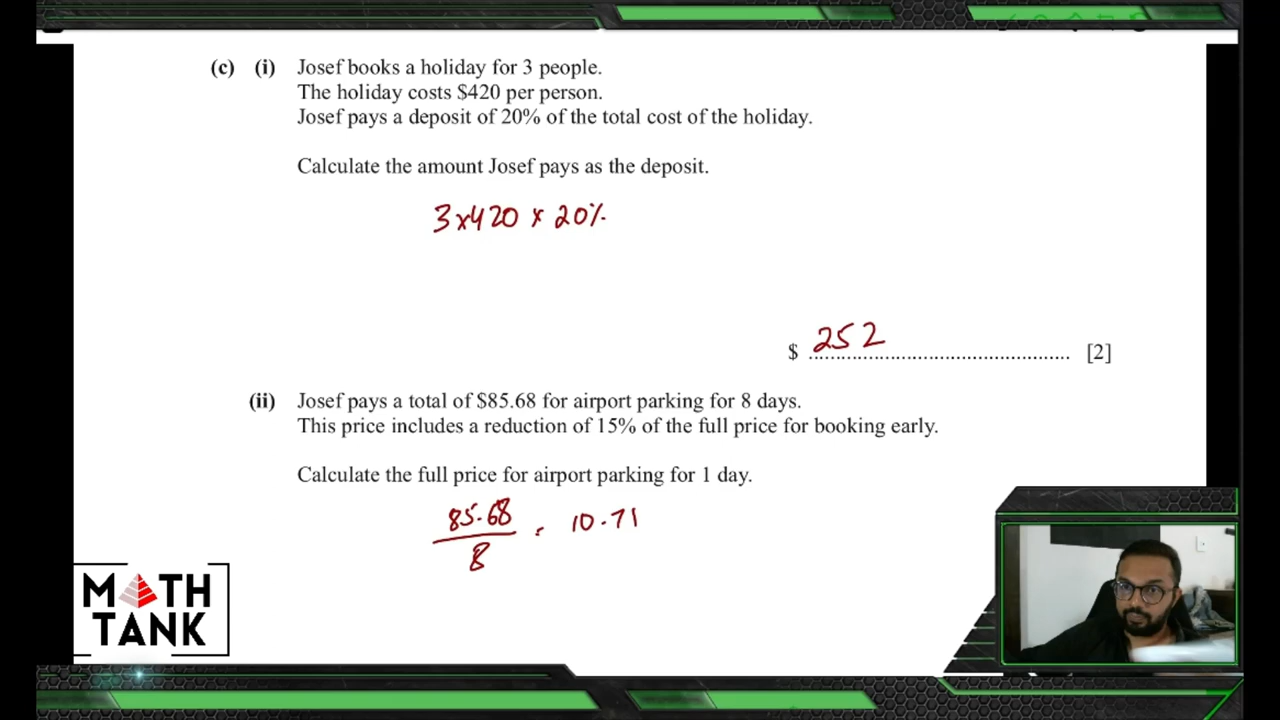 (c) (i) Josef books a holiday for 3 people.
The holiday costs $420 per person.
Josef pays a deposit of 20% of the total cost of the holiday.
Calculate the amount Josef pays as the deposit.
3x420 x 20%
$ 252 ................................................ [2]
(ii) Josef pays a total of $85.68 for airport parking for 8 days.
This price includes a reduction of 15% of the full price for booking early.
Calculate the full price for airport parking for 1 day.
85.68
8
= 10.71
MATH
TANK